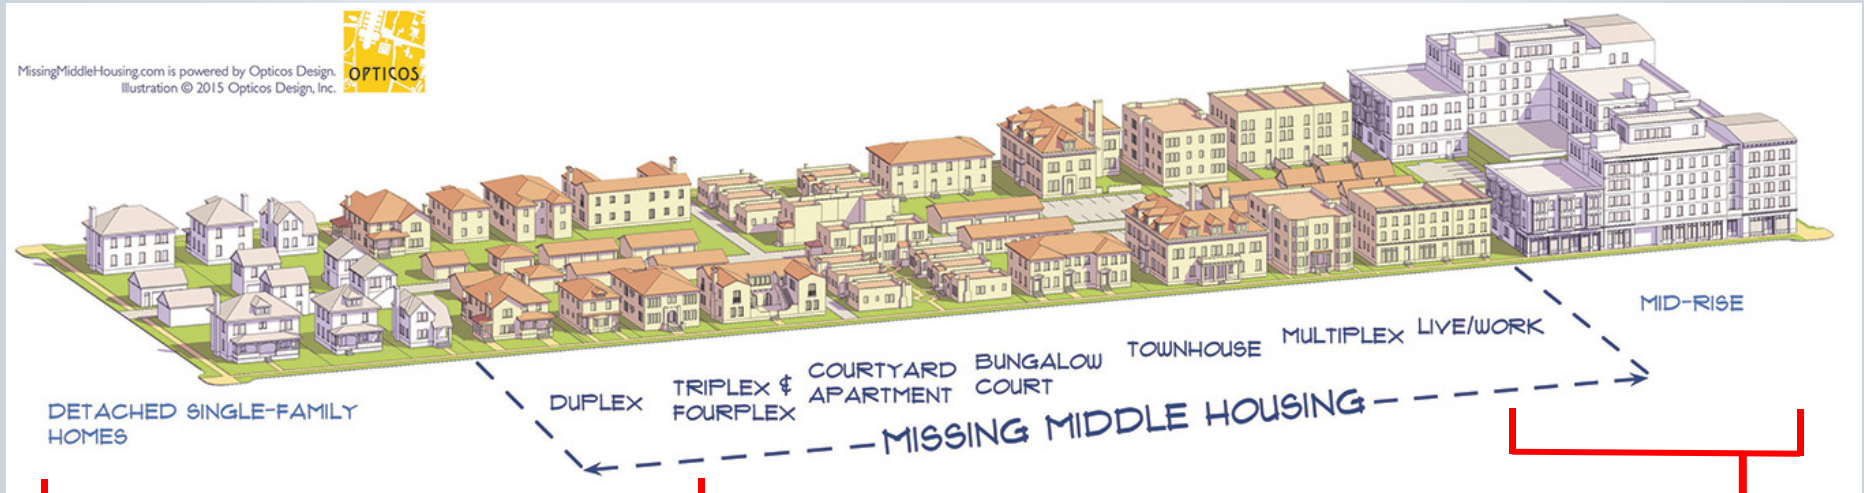 MissingMiddleHousing.com is powered by Opticos Design.
Illustration © 2015 Opticos Design, Inc.
OPTICOS
DETACHED SINGLE-FAMILY
HOMES
DUPLEX
TRIPLEX &
FOURPLEX
COURTYARD
APARTMENT
BUNGALOW
COURT
TOWNHOUSE
MULTIPLEX
LIVE/WORK
MID-RISE
MISSING MIDDLE HOUSING